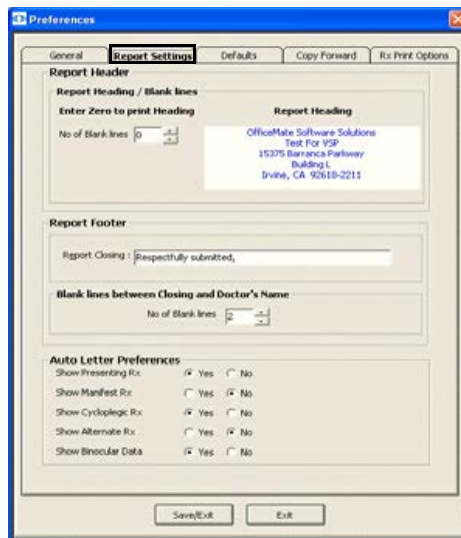 Preferences
General Report Settings Defaults Copy Forward Rx Print Options
Report Header
Report Heading / Blank lines
Enter Zero to print Heading Report Heading
No of Blank lines 0
OfficeMate Software Solutions
Test For VSP
15375 Barranca Parkway
Building L
Irvine, CA 92618-2211
Report Footer
Report Closing : Respectfully submitted,
Blank lines between Closing and Doctor's Name
No of Blank lines 2
Auto Letter Preferences
Show Presenting Rx Yes No
Show Manifest Rx Yes No
Show Cycloplegic Rx Yes No
Show Alternate Rx Yes No
Show Binocular Data Yes No
Save/Exit Exit